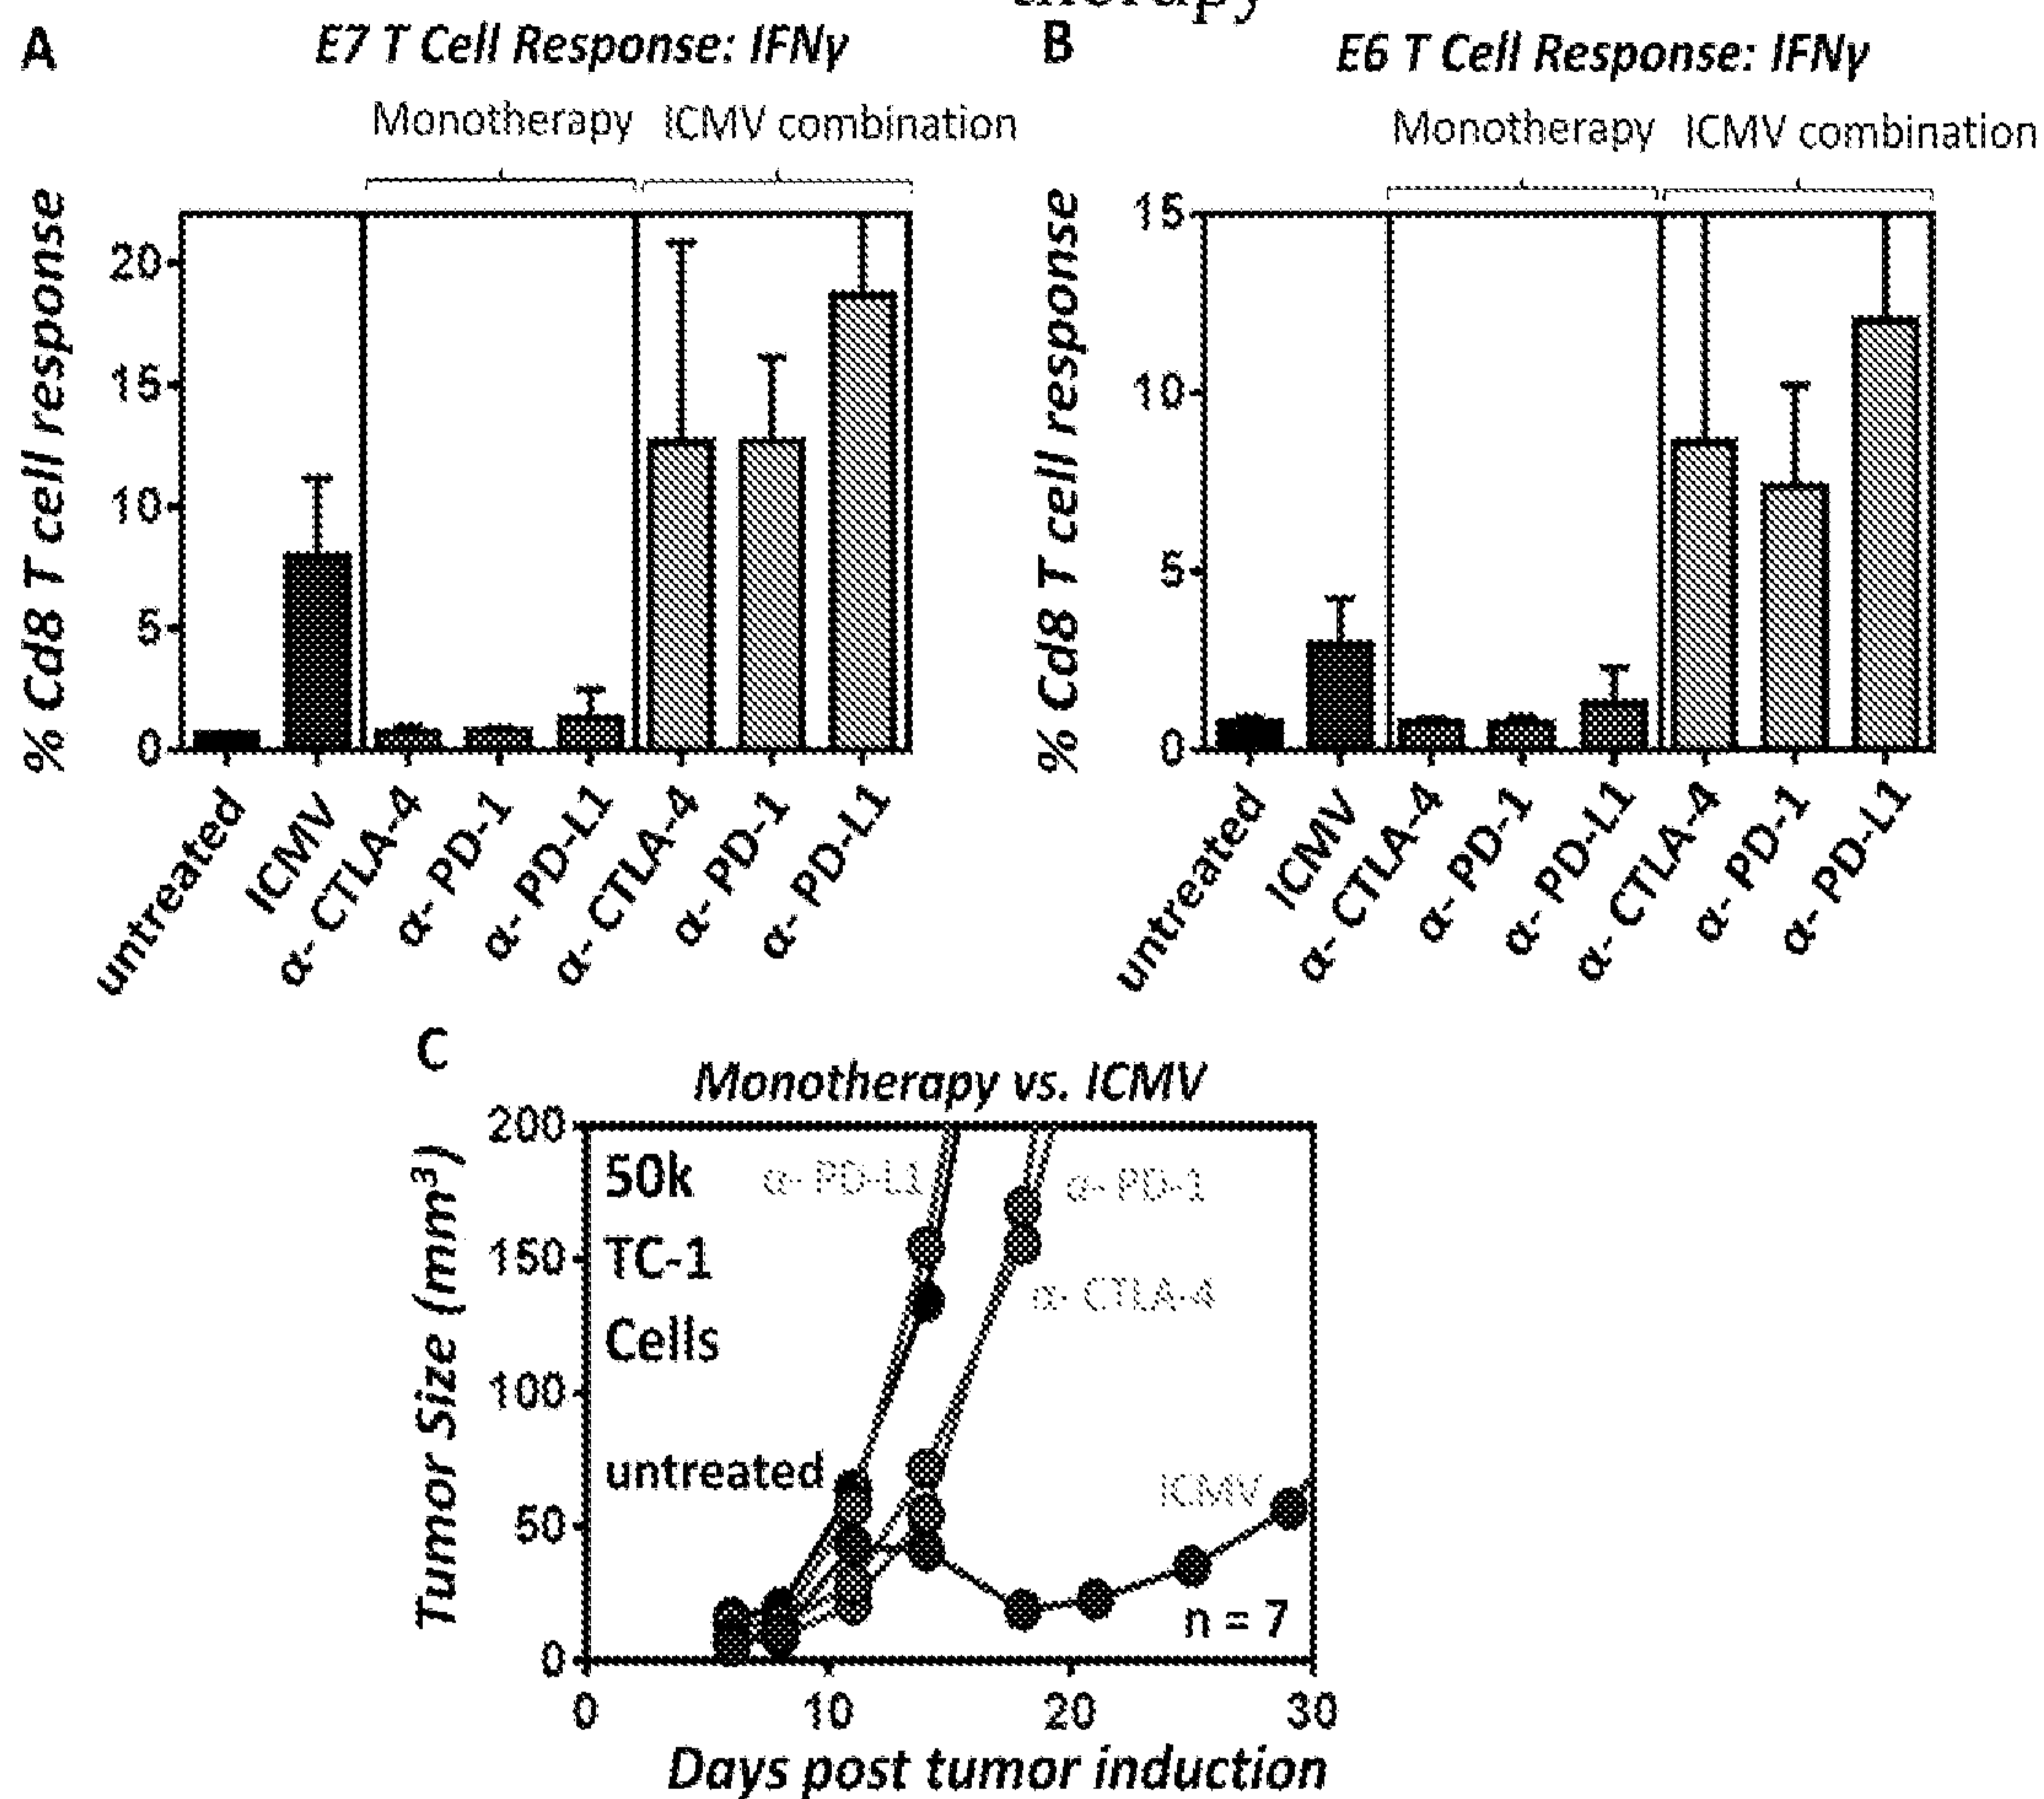 therapy
A E7 T Cell Response: IFNγ
Monotherapy ICMV combination
% Cd8 T cell response
20
15
10
5
0
untreated
ICMV
α- CTLA-4
α- PD-1
α- PD-L1
α- CTLA-4
α- PD-1
α- PD-L1
B E6 T Cell Response: IFNγ
Monotherapy ICMV combination
% Cd8 T cell response
15
10
5
0
untreated
ICMV
α- CTLA-4
α- PD-1
α- PD-L1
α- CTLA-4
α- PD-1
α- PD-L1
C
Monotherapy vs. ICMV
Tumor Size (mm³)
200
150
100
50
0
50k
TC-1
Cells
untreated
α- PD-L1
α- PD-1
α- CTLA-4
ICMV
n = 7
0 10 20 30
Days post tumor induction